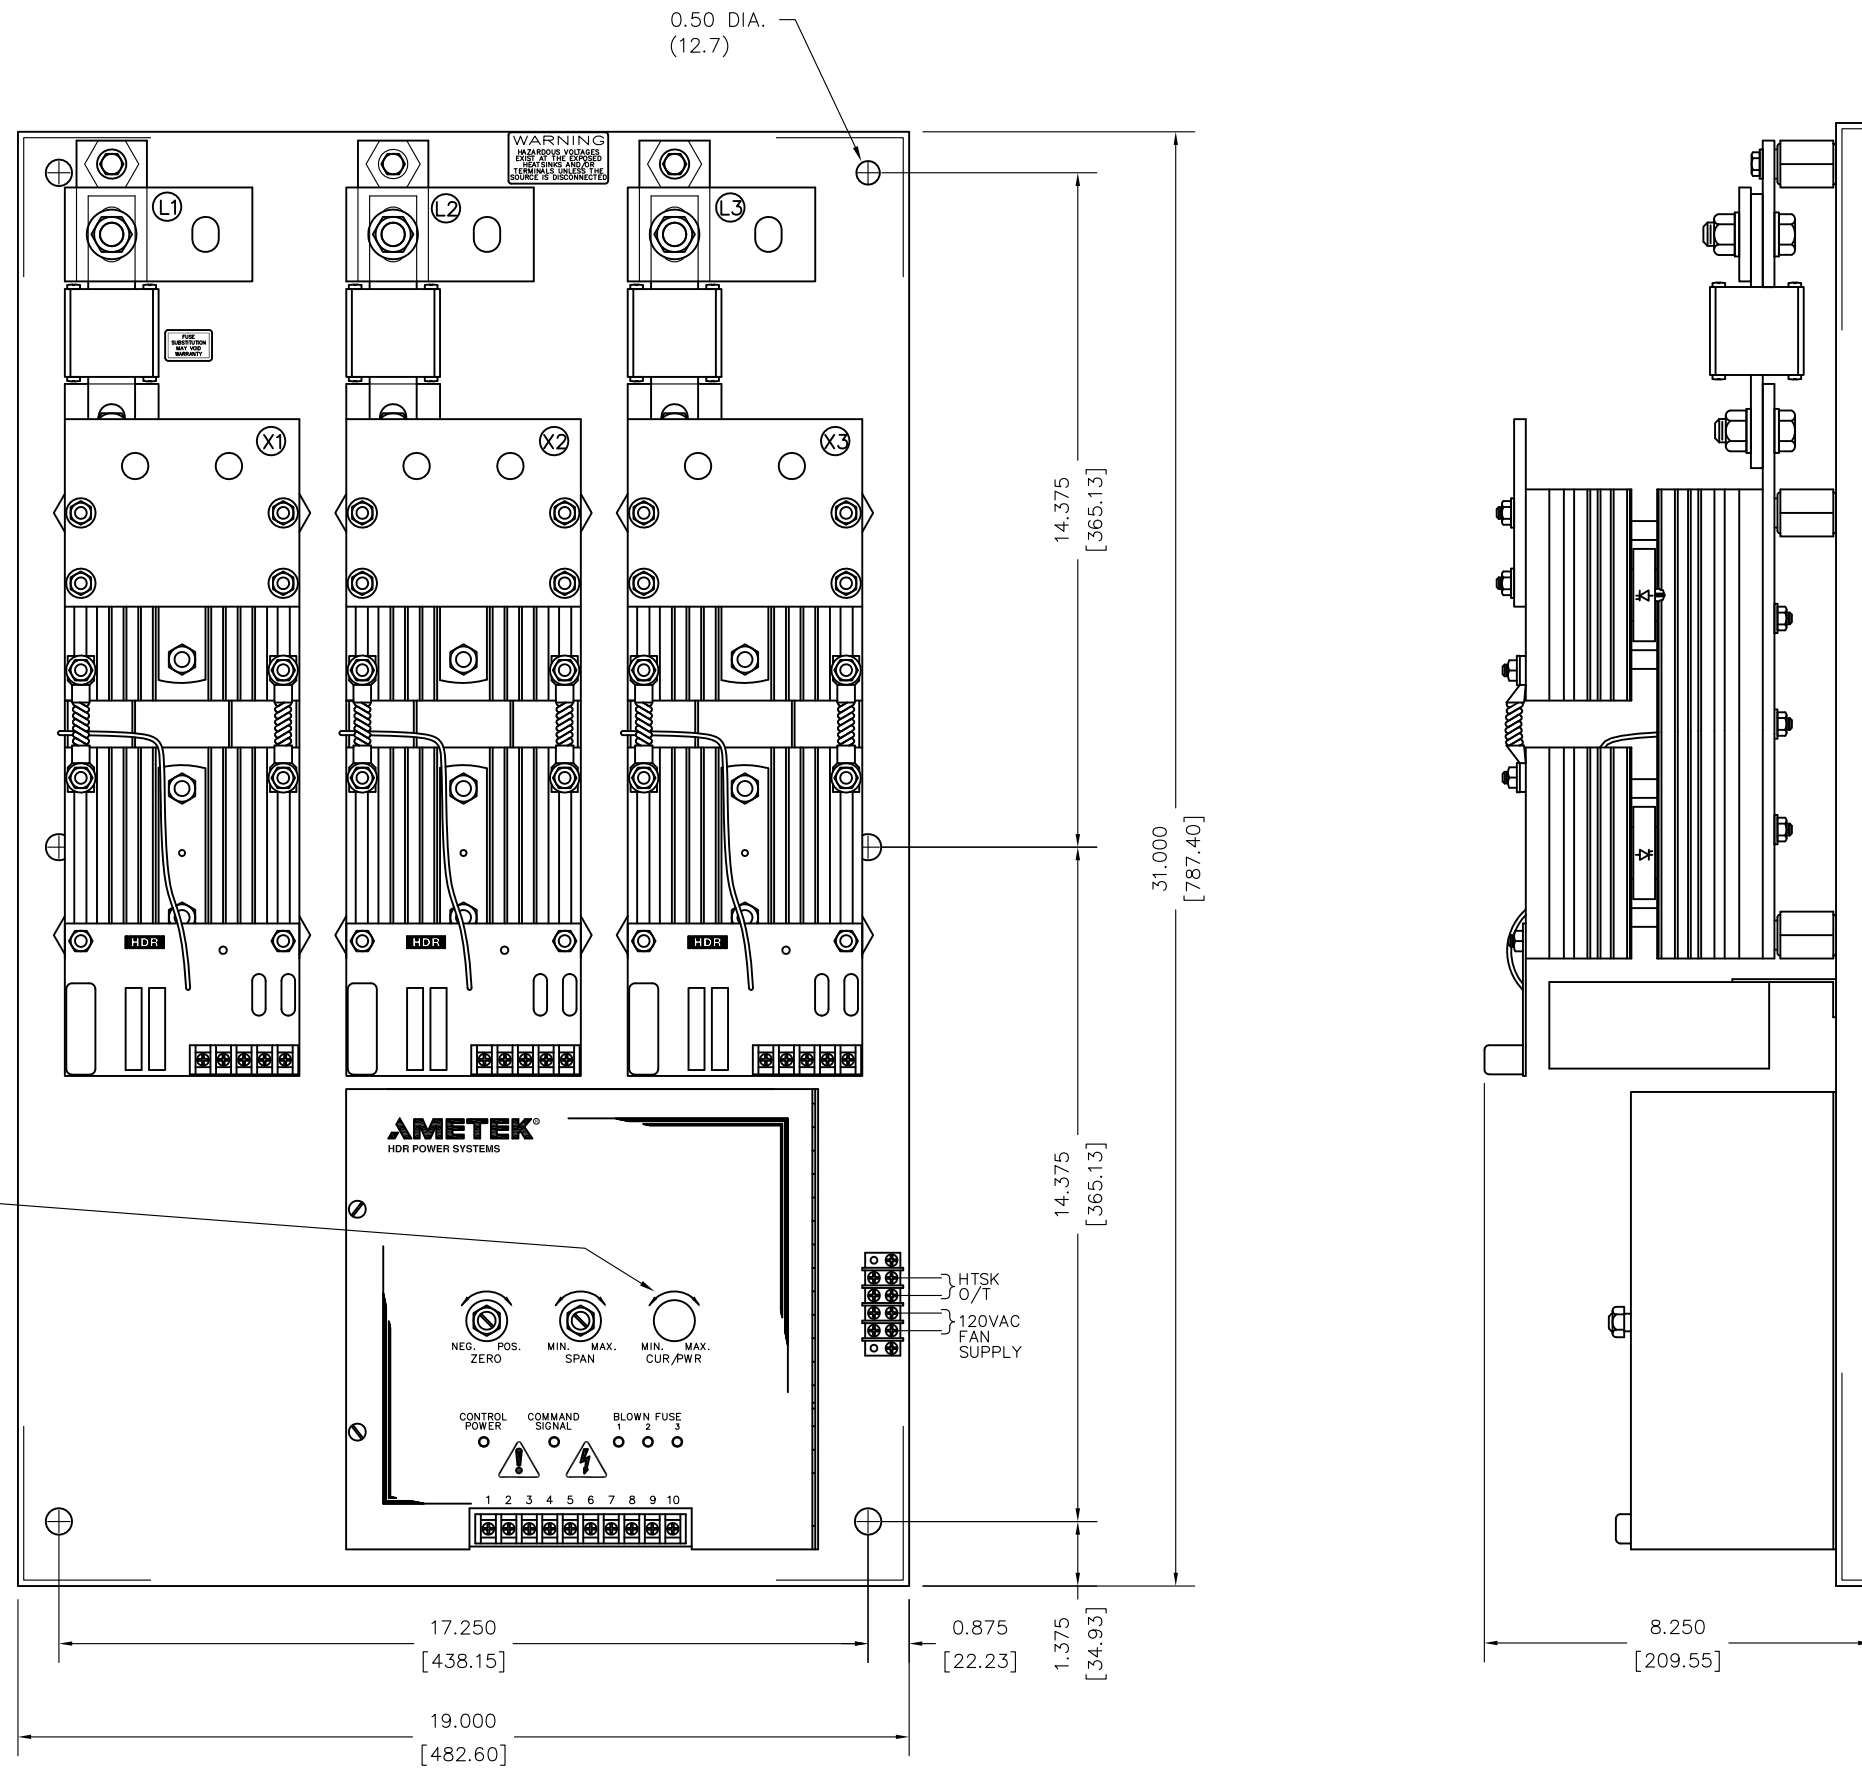 0.50 DIA.
(12.7)
WARNING
HAZARDOUS VOLTAGES
EXIST AT THE EXPOSED
HEATSINKS AND/OR
TERMINALS UNLESS THE
SOURCE IS DISCONNECTED
L1
L2
L3
FUSE
SUBSTITUTION
MAY VOID
WARRANTY
X1
X2
X3
14.375
[365.13]
31.000
[787.40]
HDR
HDR
HDR
AMETEK®
HDR POWER SYSTEMS
14.375
[365.13]
HTSK
O/T
120VAC
FAN
SUPPLY
NEG. POS.
ZERO
MIN. MAX.
SPAN
MIN. MAX.
CUR/PWR
CONTROL
POWER
COMMAND
SIGNAL
BLOWN FUSE
1 2 3
1 2 3 4 5 6 7 8 9 10
17.250
[438.15]
0.875
[22.23]
1.375
[34.93]
8.250
[209.55]
19.000
[482.60]